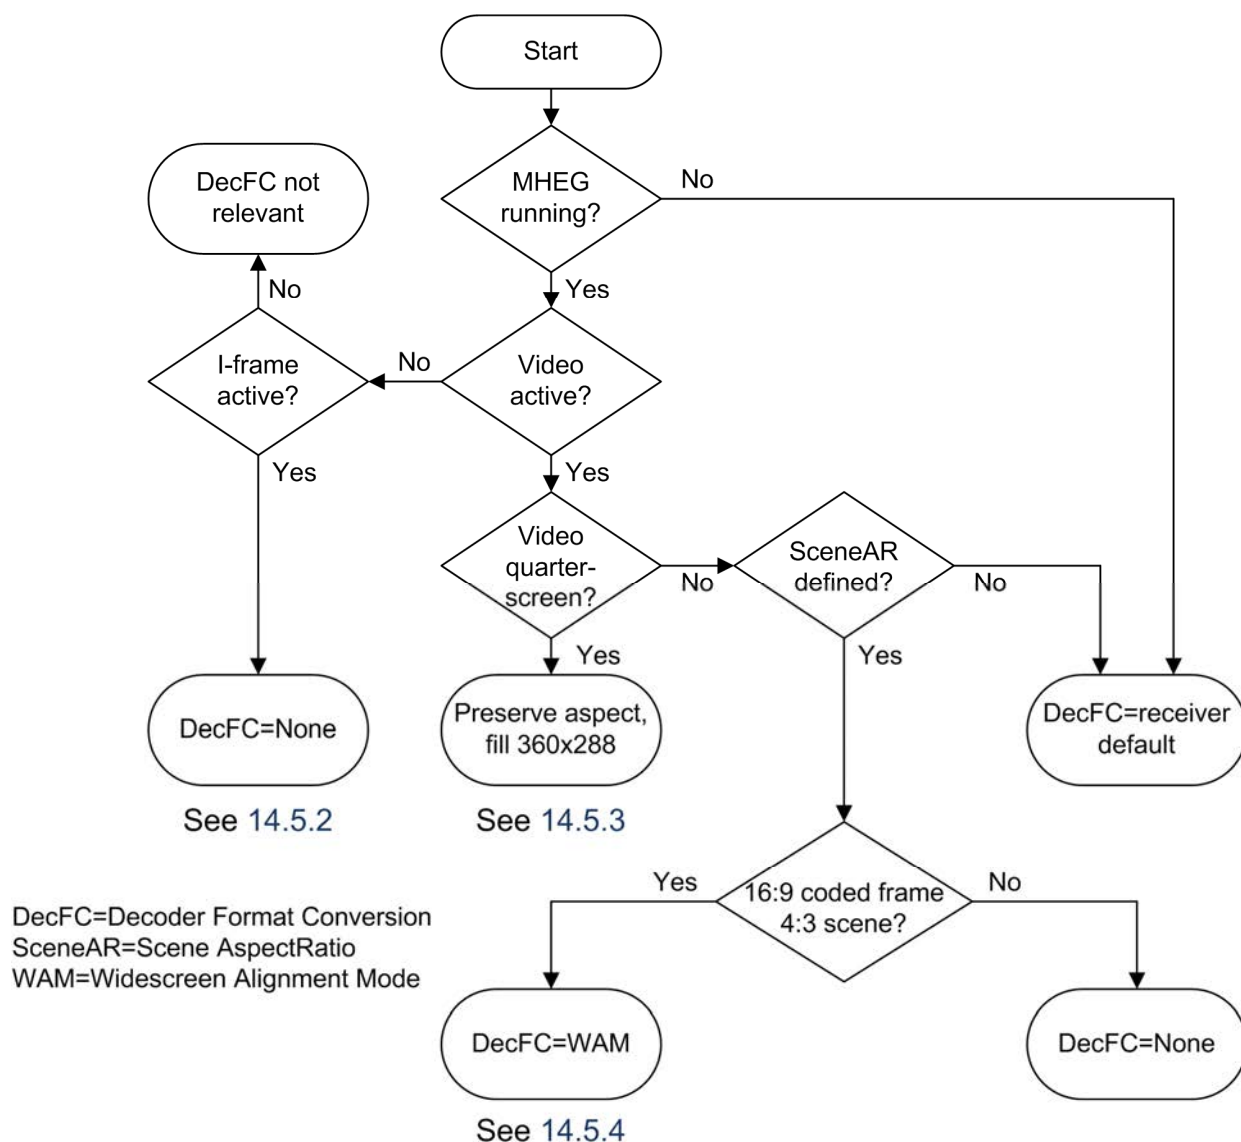 Start
DecFC not
relevant
MHEG
running?
No
No
Yes
I-frame
active?
No
Video
active?
Yes
Yes
Video
quarter-
screen?
No
SceneAR
defined?
No
Yes
Yes
DecFC=None
Preserve aspect,
fill 360x288
DecFC=receiver
default
See 14.5.2
See 14.5.3
Yes
16:9 coded frame
4:3 scene?
No
DecFC=Decoder Format Conversion
SceneAR=Scene AspectRatio
WAM=Widescreen Alignment Mode
DecFC=WAM
DecFC=None
See 14.5.4